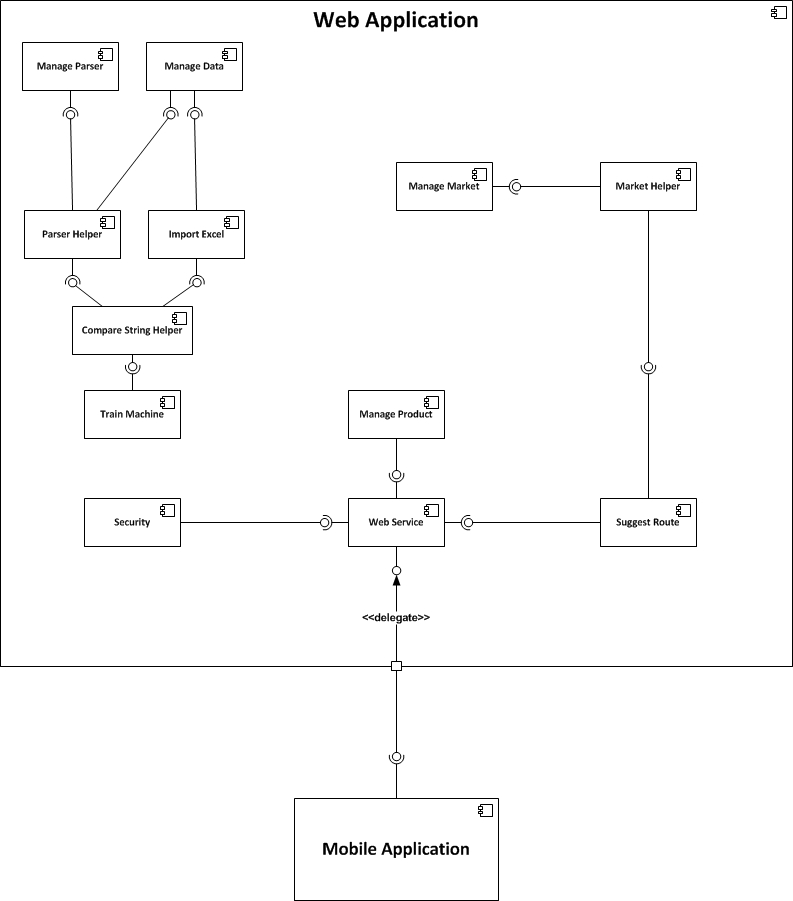 Web Application
Manage Parser
Manage Data
Manage Market
Market Helper
Parser Helper
Import Excel
Compare String Helper
Train Machine
Manage Product
Security
Web Service
Suggest Route
<<delegate>>
Mobile Application